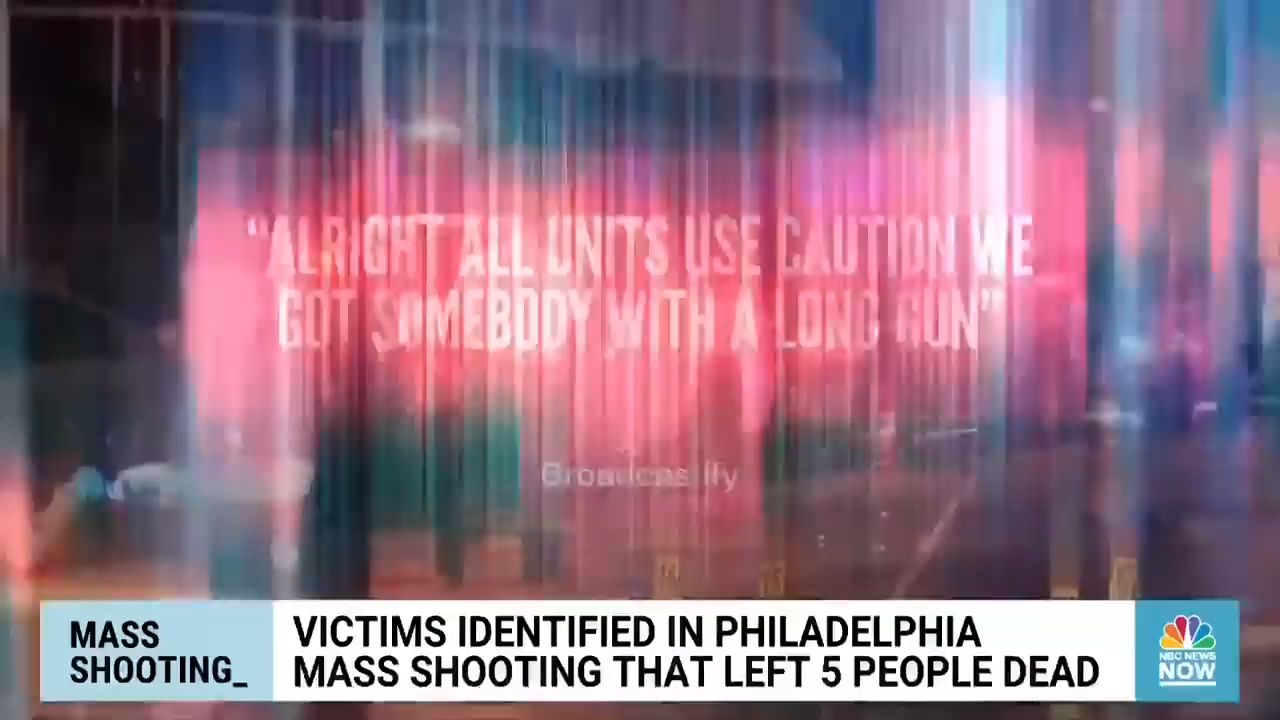 “ALRIGHT ALL UNITS USE CAUTION WE
GOT SOMEBODY WITH A LONG GUN”
Broadcastify
MASS
SHOOTING_
VICTIMS IDENTIFIED IN PHILADELPHIA
MASS SHOOTING THAT LEFT 5 PEOPLE DEAD
NBC NEWS
NOW